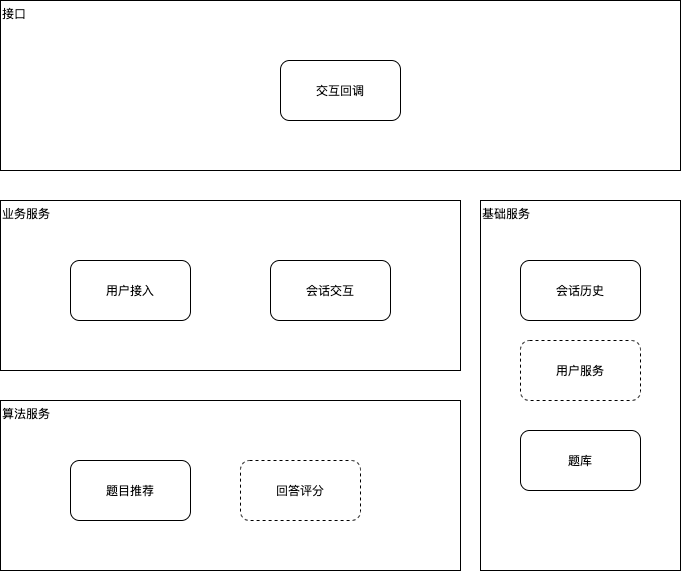 接口
交互回调
业务服务
用户接入
会话交互
算法服务
题目推荐
回答评分
基础服务
会话历史
用户服务
题库